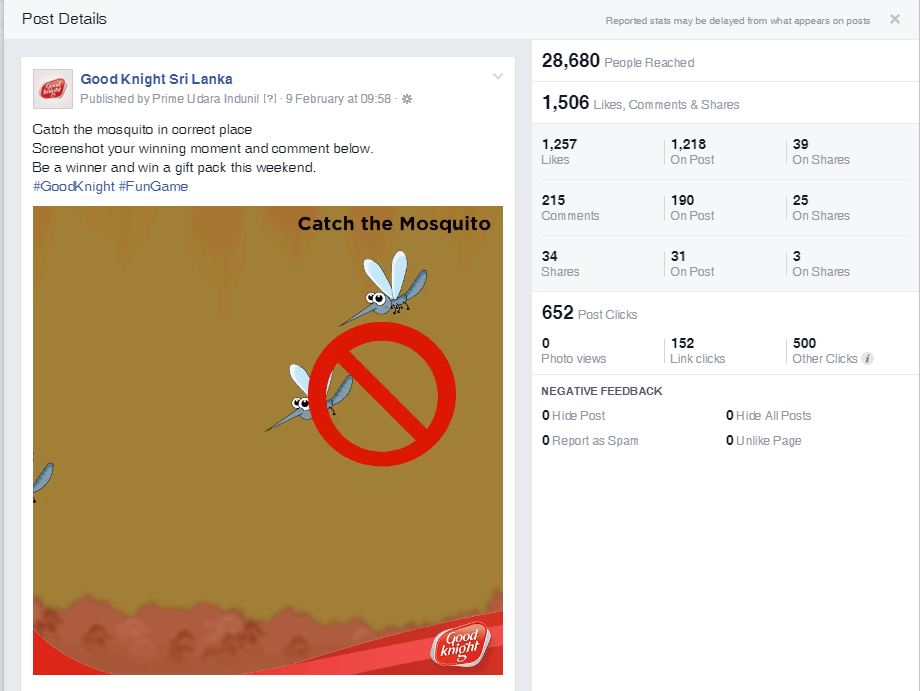 Post Details
Reported stats may be delayed from what appears on posts
Good Knight Sri Lanka
Published by Prime Udara Indunil [?] · 9 February at 09:58 ·
Catch the mosquito in correct place
Screenshot your winning moment and comment below.
Be a winner and win a gift pack this weekend.
#GoodKnight #FunGame
Catch the Mosquito
Good
knight
28,680 People Reached
1,506 Likes, Comments & Shares
1,257 1,218 39
Likes On Post On Shares
215 190 25
Comments On Post On Shares
34 31 3
Shares On Post On Shares
652 Post Clicks
0 152 500
Photo views Link clicks Other Clicks i
NEGATIVE FEEDBACK
0 Hide Post 0 Hide All Posts
0 Report as Spam 0 Unlike Page